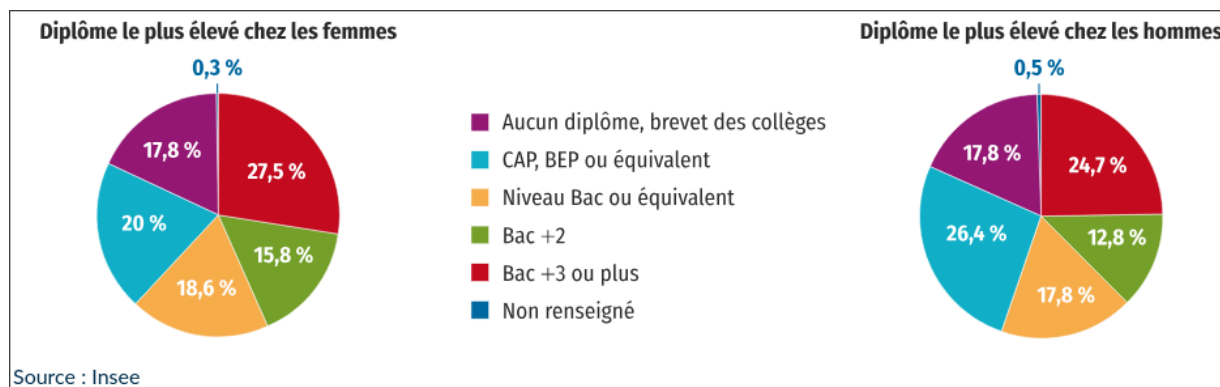 Diplôme le plus élevé chez les femmes
0,3 %
17,8 %
27,5 %
20 %
15,8 %
18,6 %
Aucun diplôme, brevet des collèges
CAP, BEP ou équivalent
Niveau Bac ou équivalent
Bac +2
Bac +3 ou plus
Non renseigné
Diplôme le plus élevé chez les hommes
0,5 %
17,8 %
24,7 %
26,4 %
12,8 %
17,8 %
Source : Insee